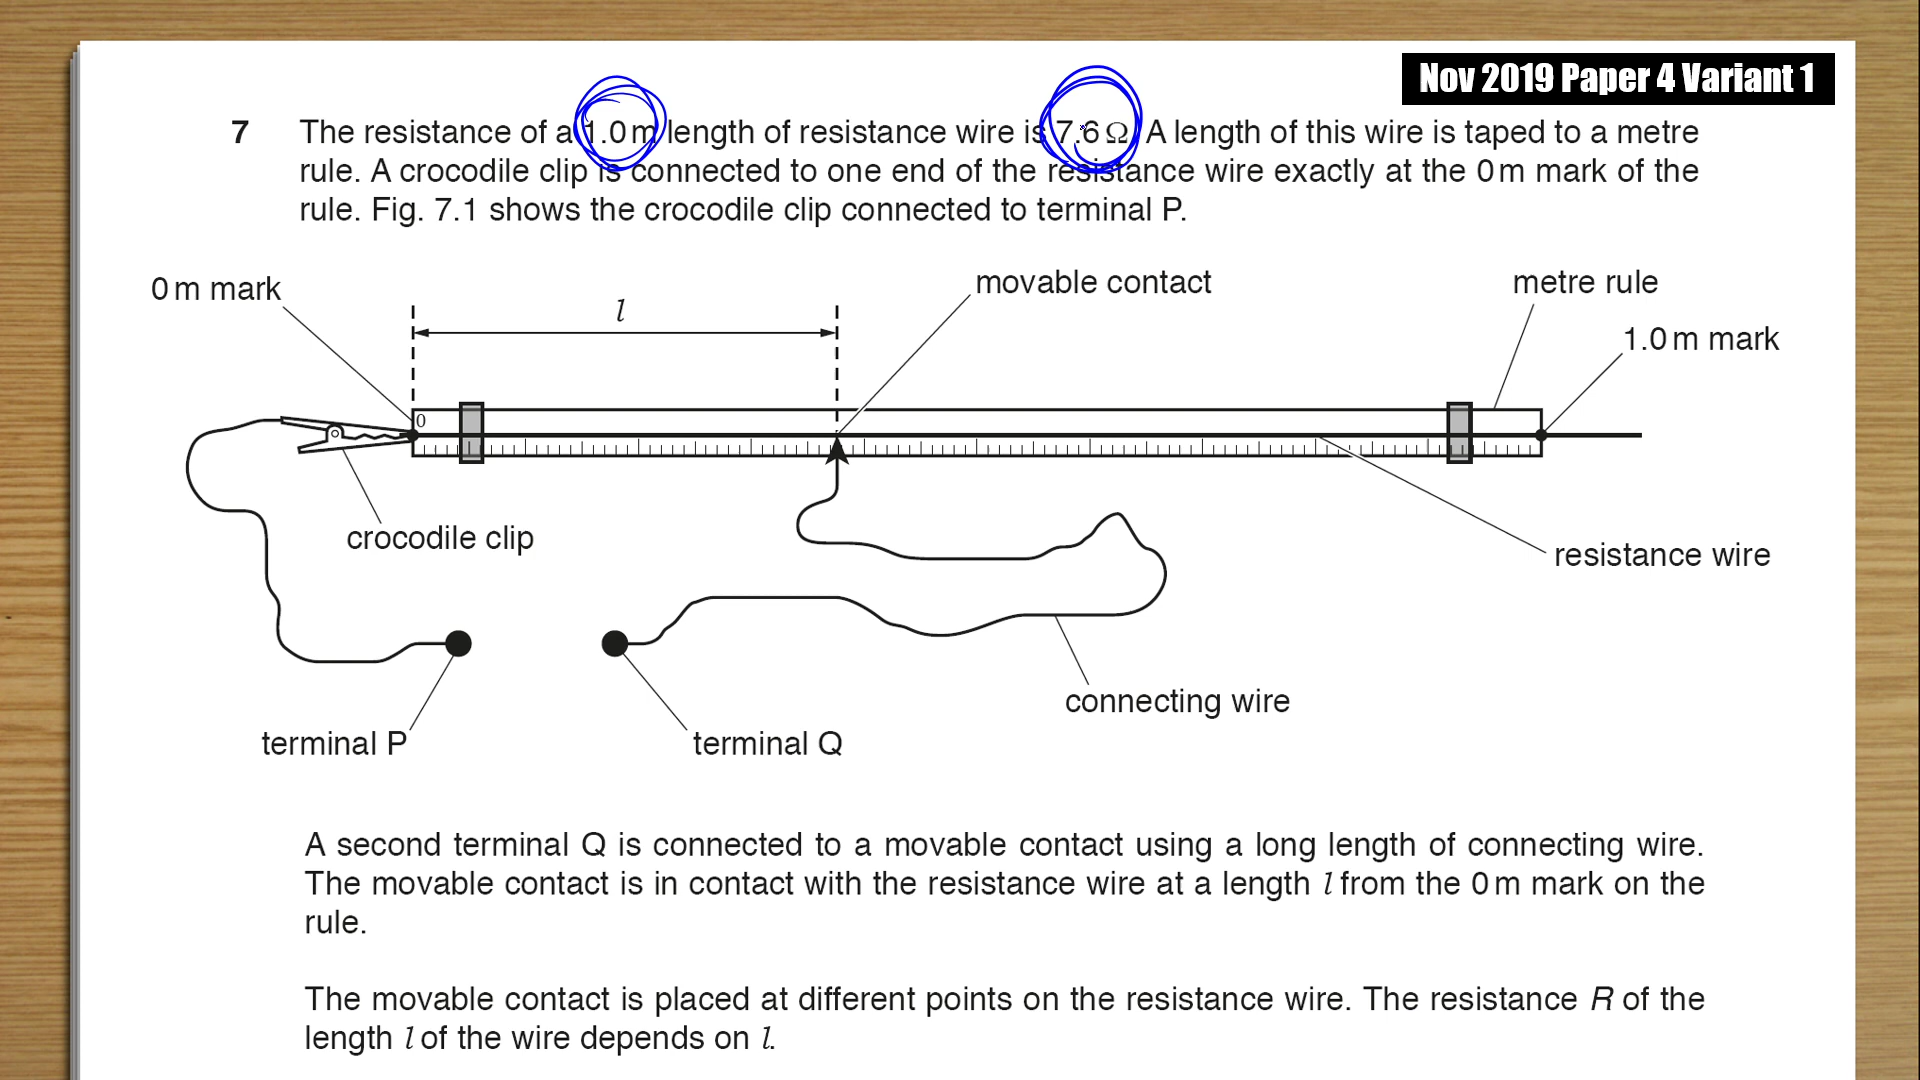 Nov 2019 Paper 4 Variant 1
7 The resistance of a 1.0 m length of resistance wire is 7.6 Ω. A length of this wire is taped to a metre
rule. A crocodile clip is connected to one end of the resistance wire exactly at the 0 m mark of the
rule. Fig. 7.1 shows the crocodile clip connected to terminal P.
0 m mark
l
movable contact
metre rule
1.0 m mark
0
crocodile clip
resistance wire
connecting wire
terminal P
terminal Q
A second terminal Q is connected to a movable contact using a long length of connecting wire.
The movable contact is in contact with the resistance wire at a length l from the 0 m mark on the
rule.
The movable contact is placed at different points on the resistance wire. The resistance R of the
length l of the wire depends on l.